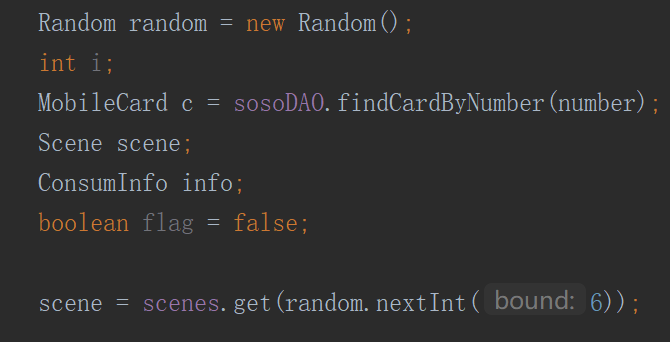 Random random = new Random();
int i;
MobileCard c = sosoDAO.findCardByNumber(number);
Scene scene;
ConsumInfo info;
boolean flag = false;
scene = scenes.get(random.nextInt( bound: 6));